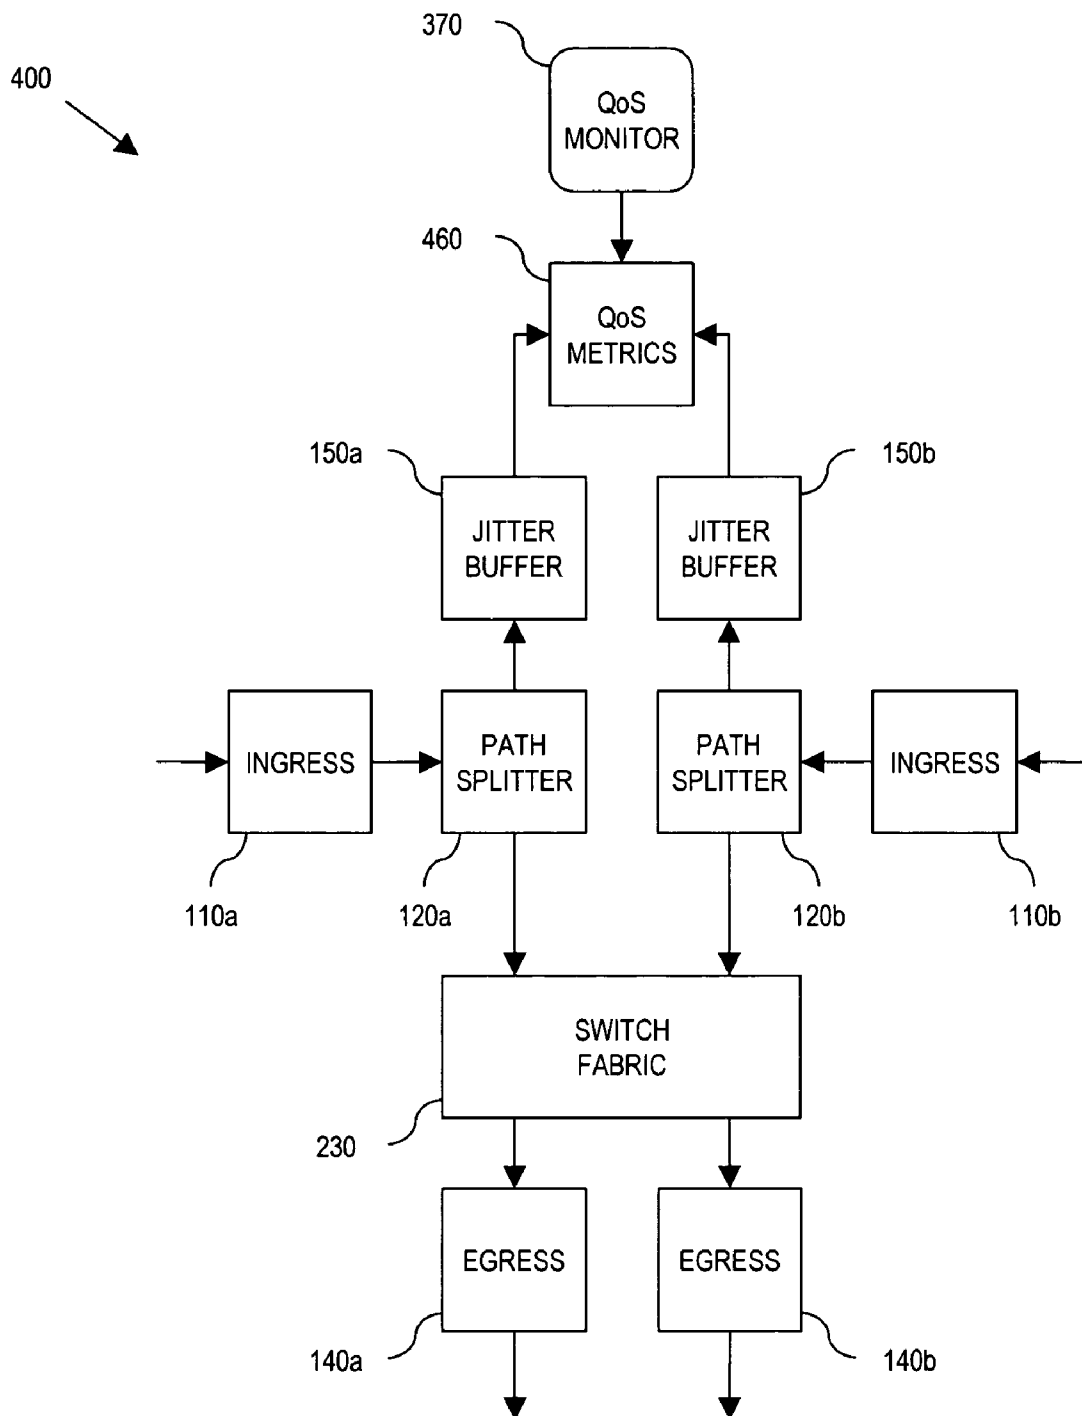 370
400
QoS
MONITOR
460
QoS
METRICS
150a
150b
JITTER
BUFFER
JITTER
BUFFER
INGRESS
PATH
SPLITTER
PATH
SPLITTER
INGRESS
110a
120a
120b
110b
SWITCH
FABRIC
230
EGRESS
EGRESS
140a
140b